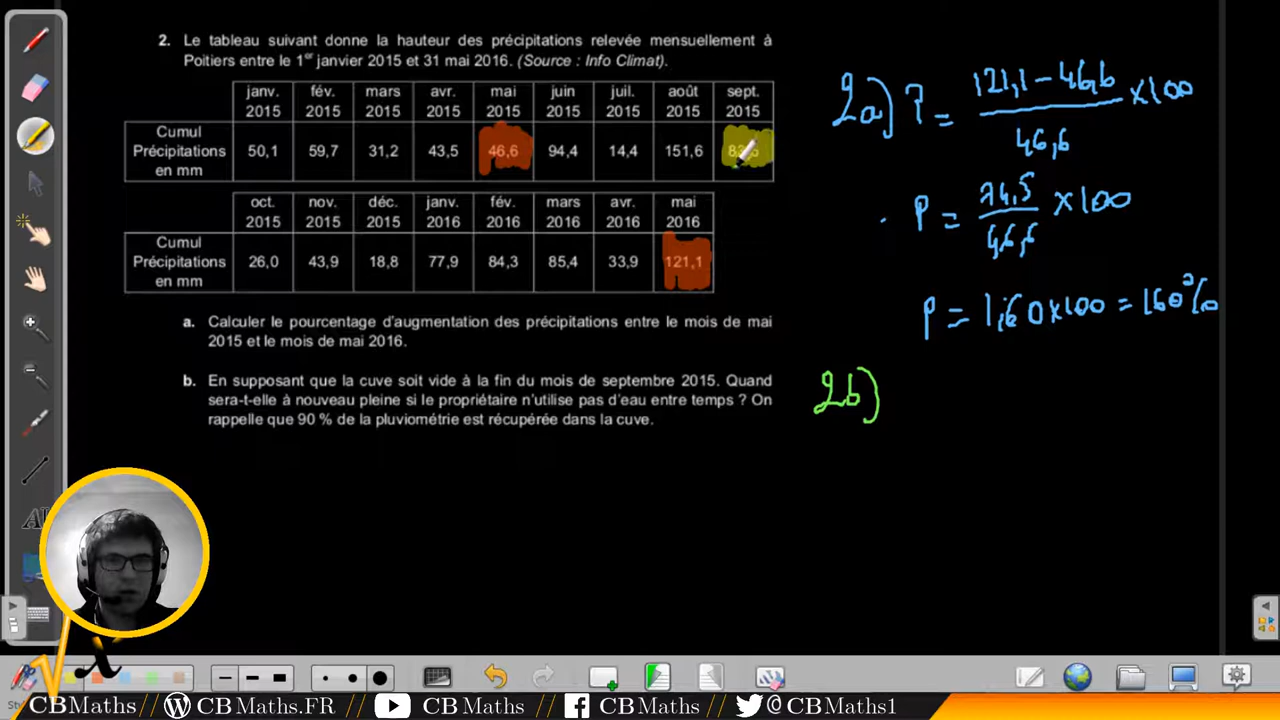 2. Le tableau suivant donne la hauteur des précipitations relevée mensuellement à
Poitiers entre le 1er janvier 2015 et 31 mai 2016. (Source : Info Climat).
janv. 2015 fév. 2015 mars 2015 avr. 2015 mai 2015 juin 2015 juil. 2015 août 2015 sept. 2015
Cumul Précipitations en mm 50,1 59,7 31,2 43,5 46,6 94,4 14,4 151,6
oct. 2015 nov. 2015 déc. 2015 janv. 2016 fév. 2016 mars 2016 avr. 2016 mai 2016
Cumul Précipitations en mm 26,0 43,9 18,8 77,9 84,3 85,4 33,9 121,1
a. Calculer le pourcentage d'augmentation des précipitations entre le mois de mai
2015 et le mois de mai 2016.
b. En supposant que la cuve soit vide à la fin du mois de septembre 2015. Quand
sera-t-elle à nouveau pleine si le propriétaire n'utilise pas d'eau entre temps ? On
rappelle que 90 % de la pluviométrie est récupérée dans la cuve.
2a) P = 121,1 - 46,6 / 46,6 × 100
P = 74,5 / 46,6 × 100
P = 1,60 × 100 = 160%
2b)
CBMaths // CBMaths.FR // CB Maths // CBMaths // @CBMaths1